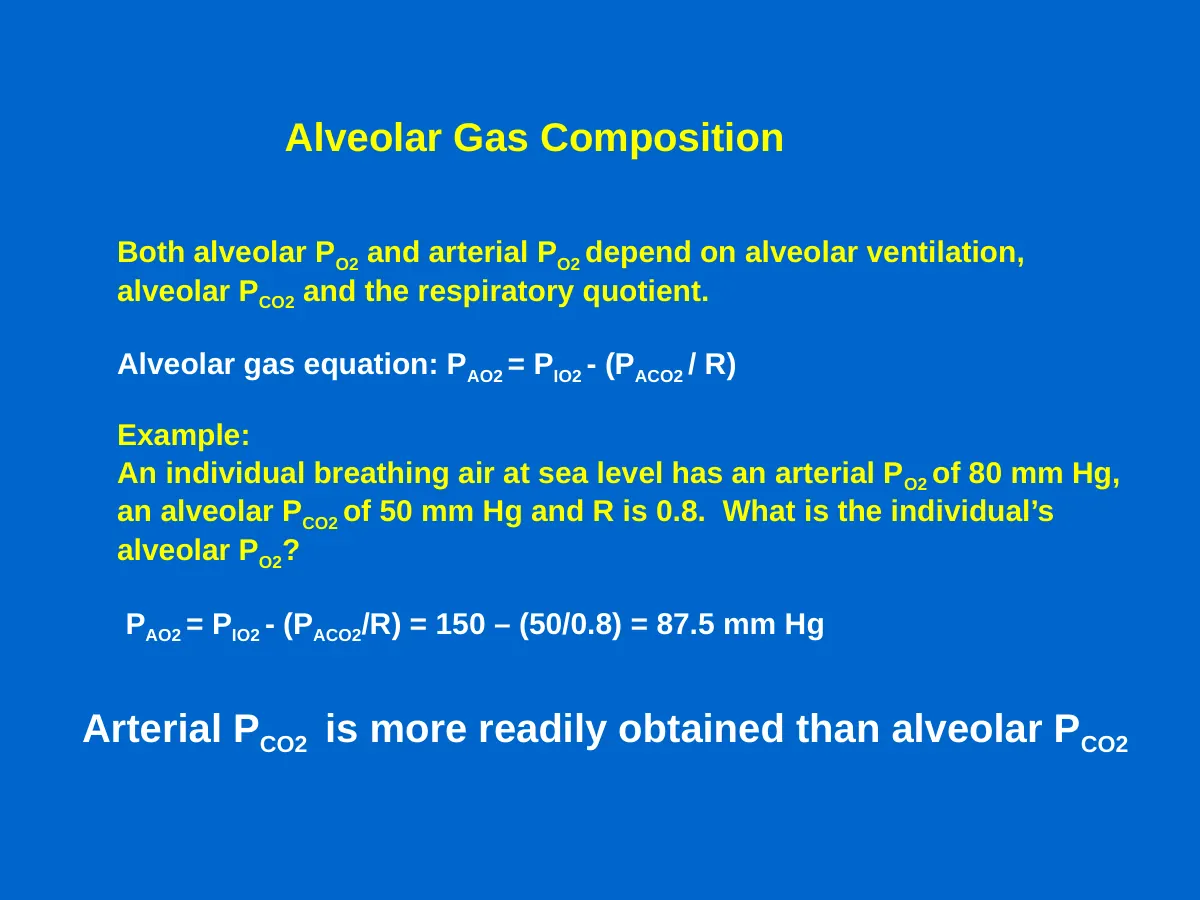 Alveolar Gas Composition
Both alveolar PO2 and arterial PO2 depend on alveolar ventilation,
alveolar PCO2 and the respiratory quotient.
Alveolar gas equation: PAO2 = PIO2 - (PACO2 / R)
Example:
An individual breathing air at sea level has an arterial PO2 of 80 mm Hg,
an alveolar PCO2 of 50 mm Hg and R is 0.8.  What is the individual’s
alveolar PO2?
PAO2 = PIO2 - (PACO2/R) = 150 – (50/0.8) = 87.5 mm Hg
Arterial PCO2 is more readily obtained than alveolar PCO2